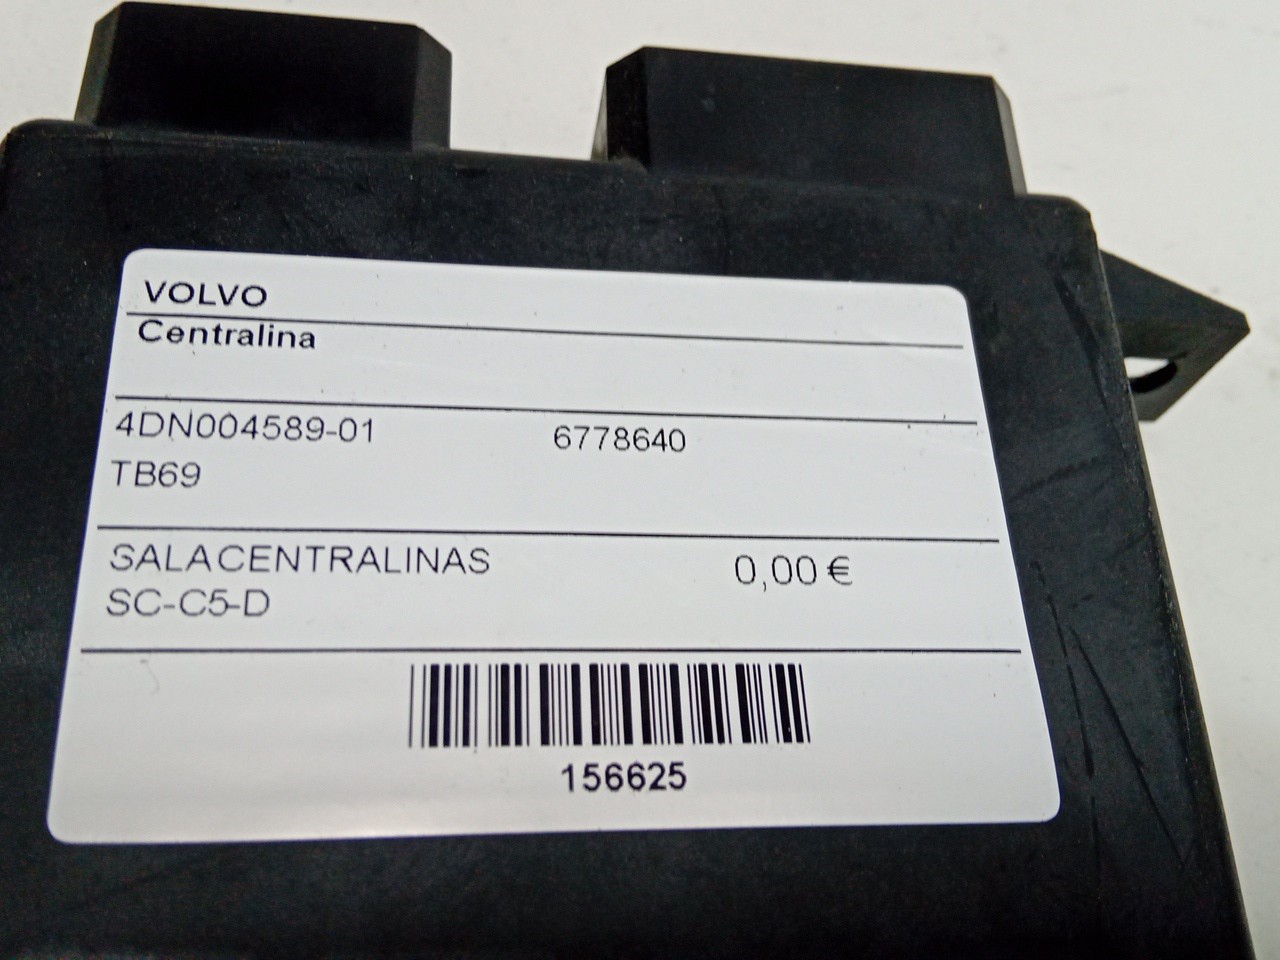 VOLVO
Centralina
4DN004589-01 6778640
TB69
SALACENTRALINAS 0,00 €
SC-C5-D
156625